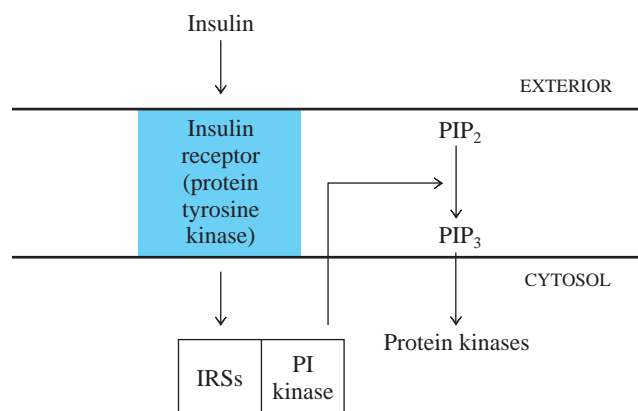 Insulin
EXTERIOR
Insulin
receptor
(protein
tyrosine
kinase)
PIP₂
PIP₃
CYTOSOL
Protein kinases
IRSs
PI
kinase